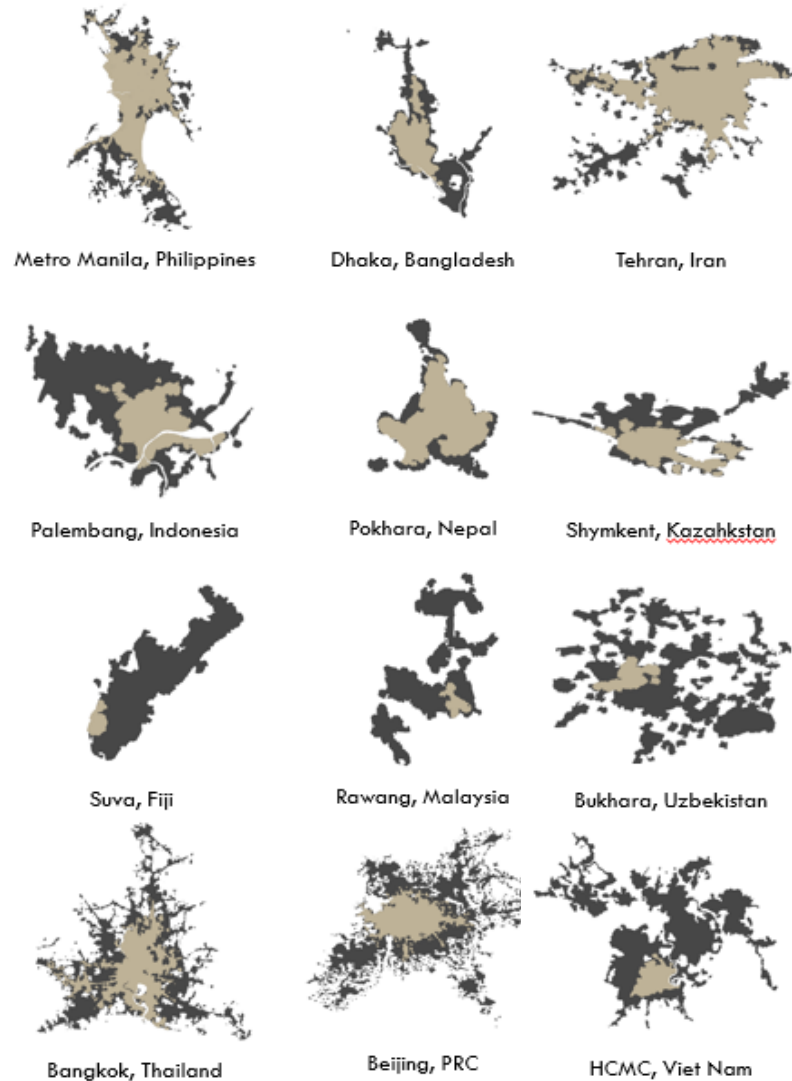 Metro Manila, Philippines
Dhaka, Bangladesh
Tehran, Iran
Palembang, Indonesia
Pokhara, Nepal
Shymkent, Kazahkstan
Suva, Fiji
Rawang, Malaysia
Bukhara, Uzbekistan
Bangkok, Thailand
Beijing, PRC
HCMC, Viet Nam